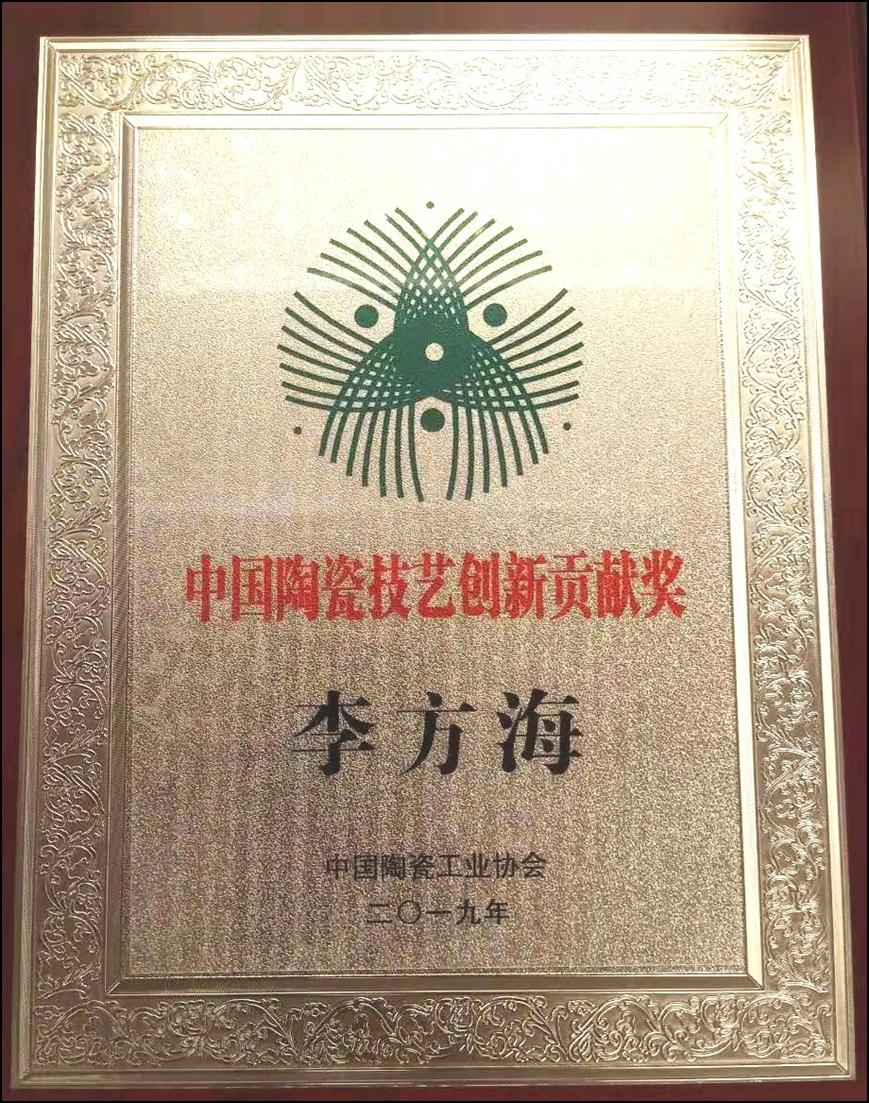 中国陶瓷技艺创新贡献奖
李方海
中国陶瓷工业协会
二〇一九年